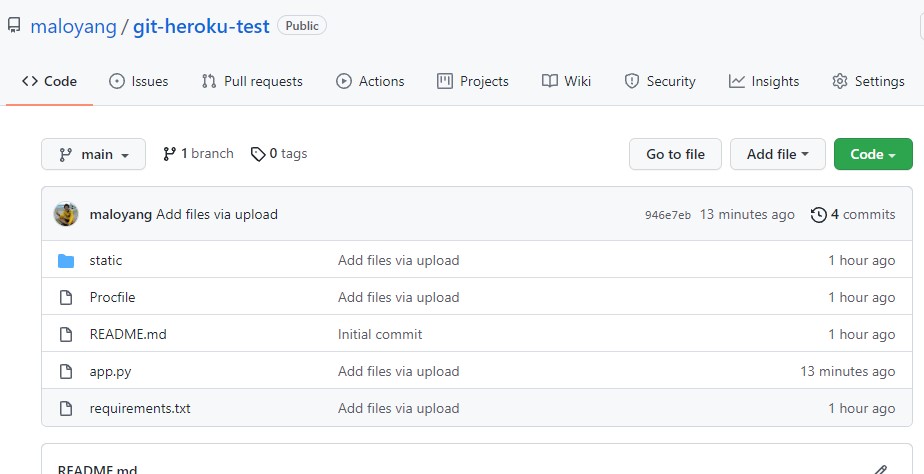 maloyang / git-heroku-test Public
Code Issues Pull requests Actions Projects Wiki Security Insights Settings
main 1 branch 0 tags Go to file Add file Code
maloyang Add files via upload 946e7eb 13 minutes ago 4 commits
static Add files via upload 1 hour ago
Procfile Add files via upload 1 hour ago
README.md Initial commit 1 hour ago
app.py Add files via upload 13 minutes ago
requirements.txt Add files via upload 1 hour ago
README.md